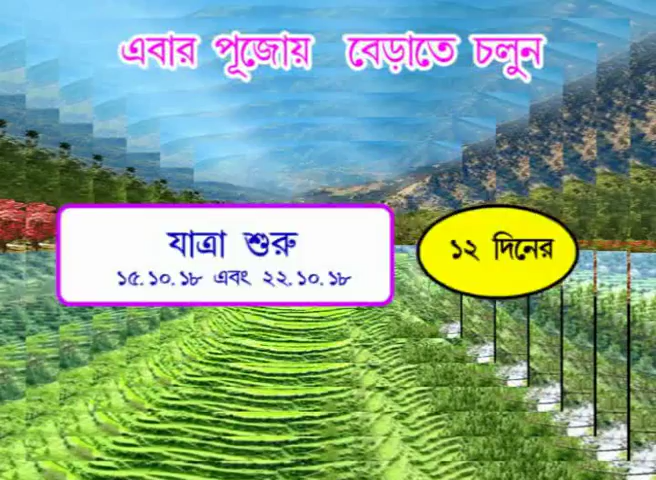 এবার পূজোয় বেড়াতে চলুন
যাত্রা শুরু
১৫.১০.১৮ এবং ২২.১০.১৮
১২ দিনের